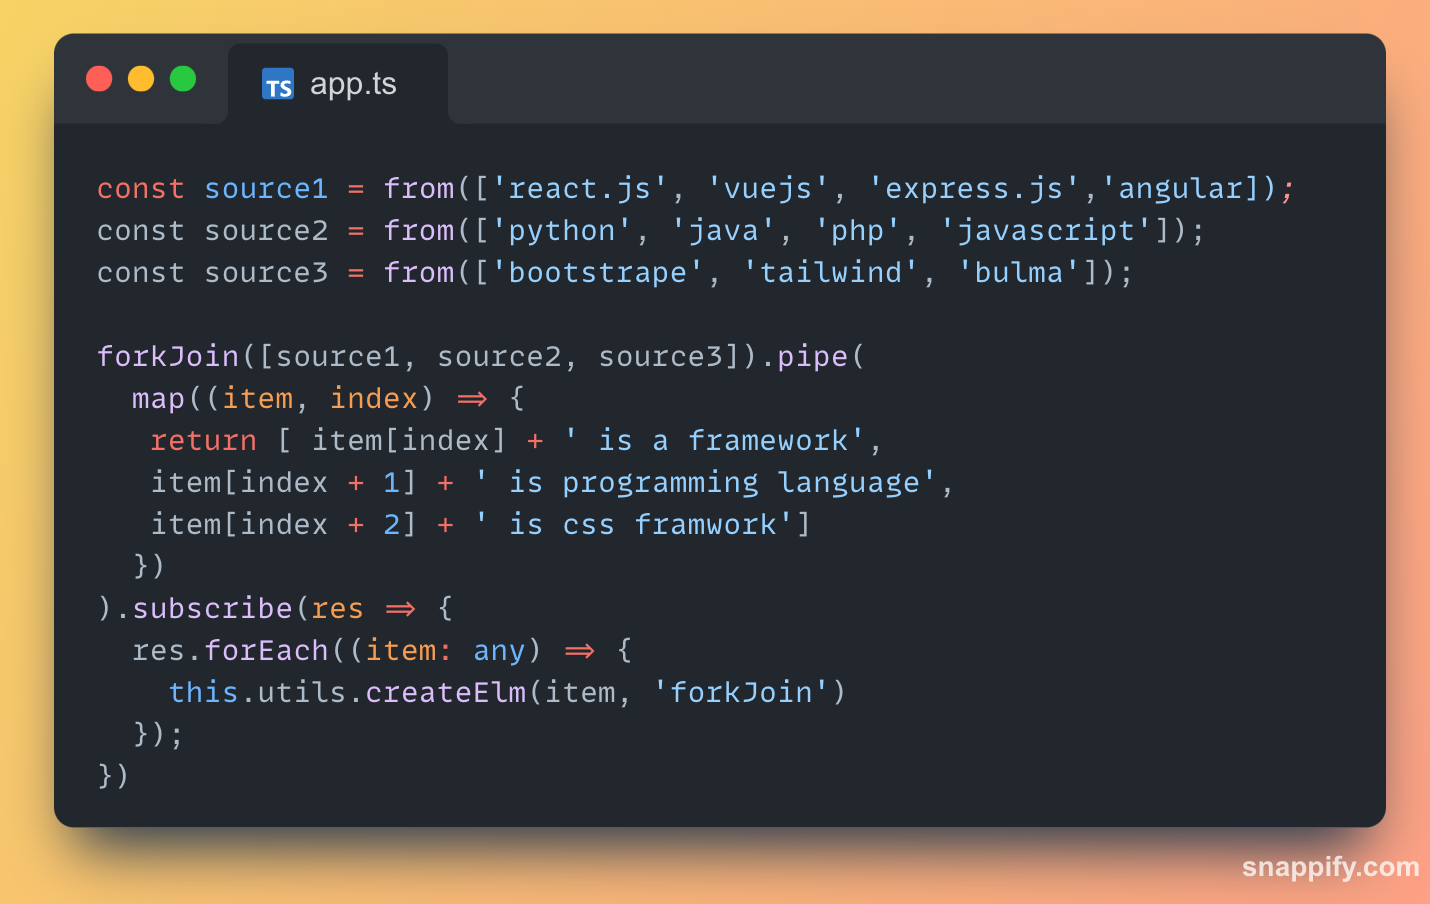 TS app.ts
const source1 = from(['react.js', 'vuejs', 'express.js','angular]);
const source2 = from(['python', 'java', 'php', 'javascript']);
const source3 = from(['bootstrape', 'tailwind', 'bulma']);
forkJoin([source1, source2, source3]).pipe(
  map((item, index) => {
   return [ item[index] + ' is a framework',
   item[index + 1] + ' is programming language',
   item[index + 2] + ' is css framwork']
  })
).subscribe(res => {
  res.forEach((item: any) => {
    this.utils.createElm(item, 'forkJoin')
  });
})
snappify.com